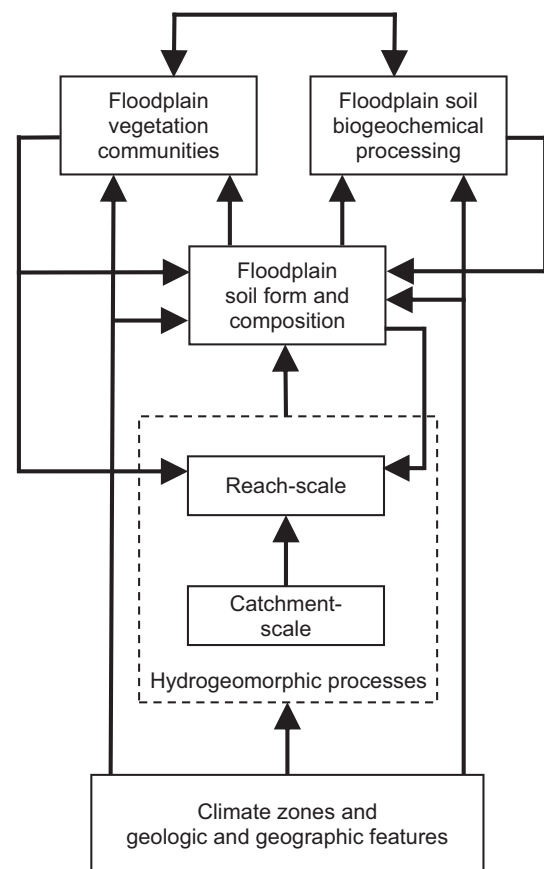 Floodplain
vegetation
communities
Floodplain soil
biogeochemical
processing
Floodplain
soil form and
composition
Reach-scale
Catchment-
scale
Hydrogeomorphic processes
Climate zones and
geologic and geographic features